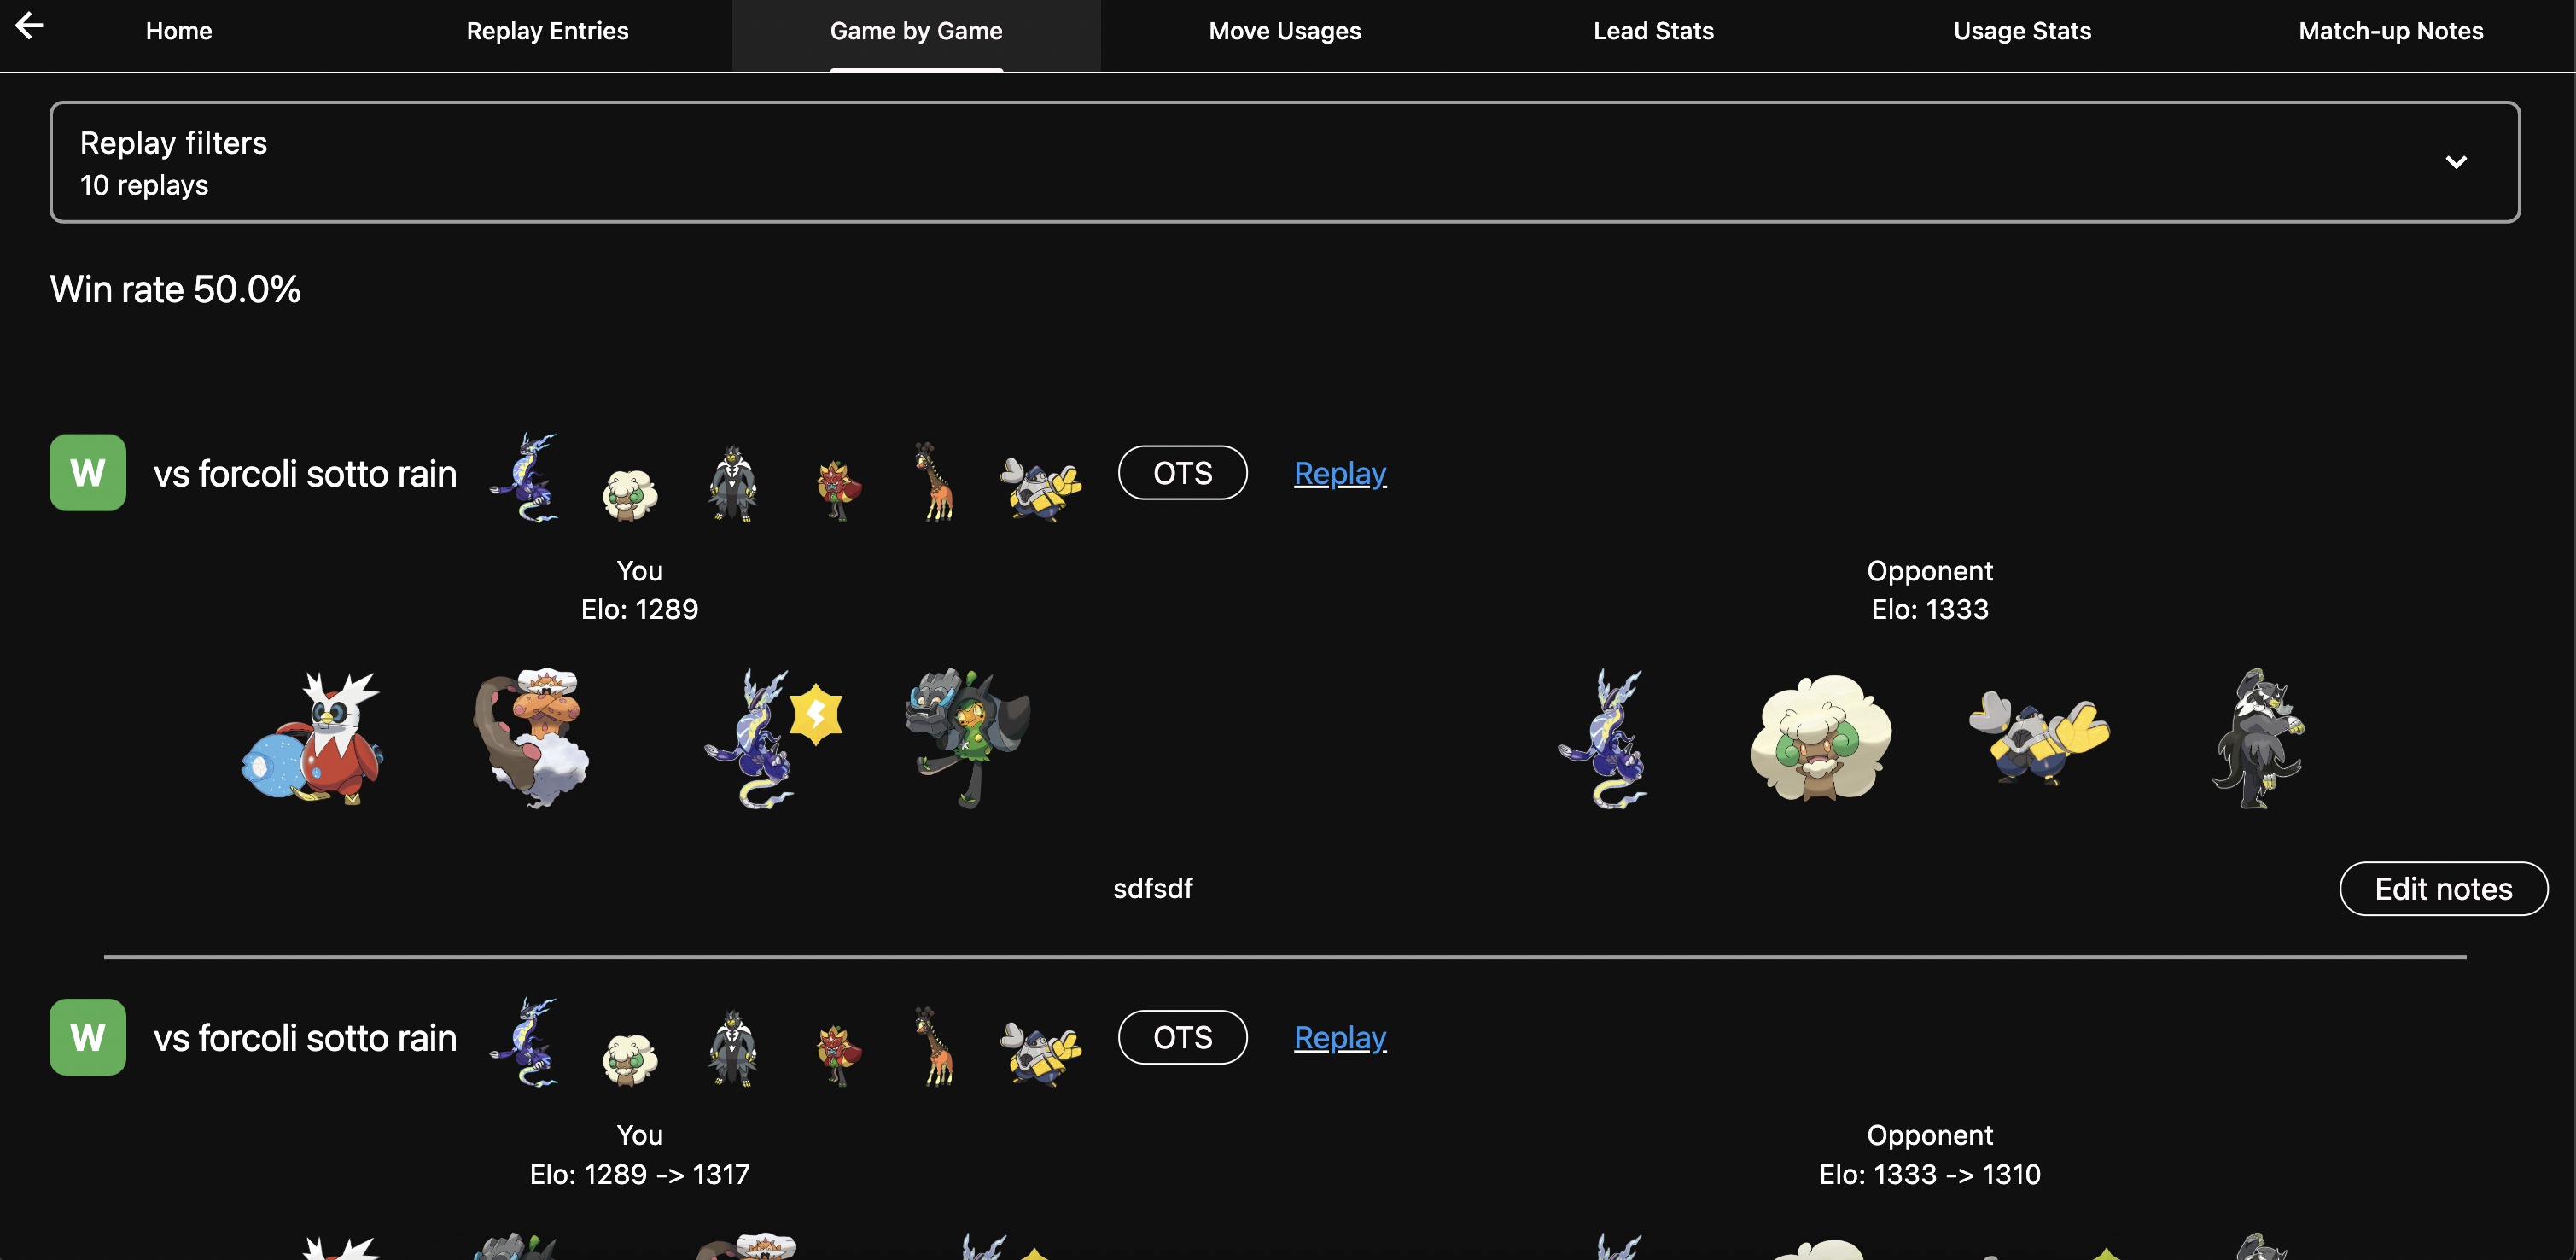 Home Replay Entries Game by Game Move Usages Lead Stats Usage Stats Match-up Notes
Replay filters
10 replays
Win rate 50.0%
W vs forcoli sotto rain OTS Replay
You Opponent
Elo: 1289 Elo: 1333
sdfsdf Edit notes
W vs forcoli sotto rain OTS Replay
You Opponent
Elo: 1289 -> 1317 Elo: 1333 -> 1310